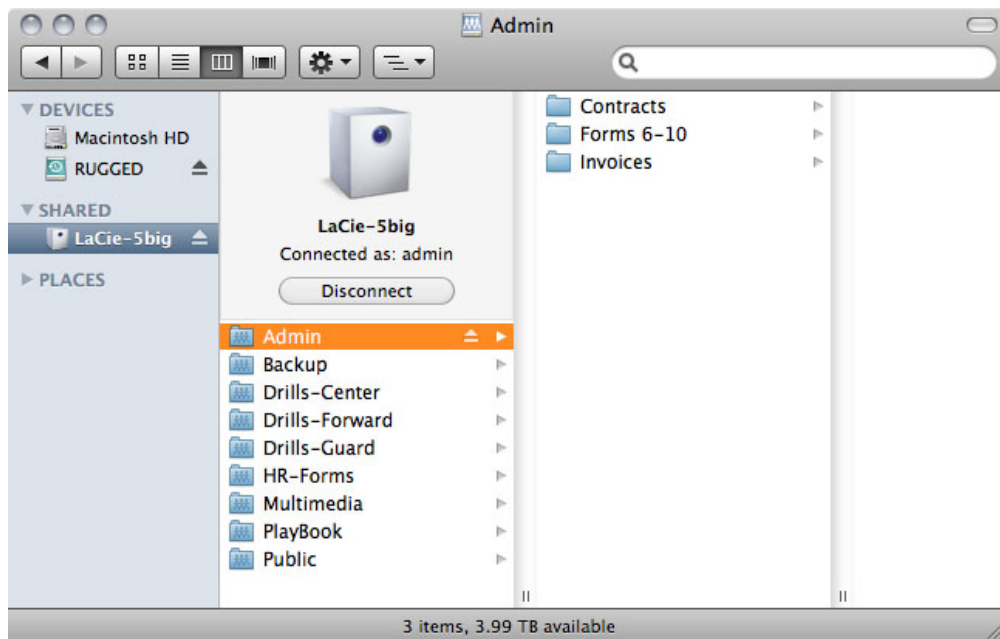 Admin
DEVICES
Macintosh HD
RUGGED
SHARED
LaCie-5big
PLACES
LaCie-5big
Connected as: admin
Disconnect
Admin
Backup
Drills-Center
Drills-Forward
Drills-Guard
HR-Forms
Multimedia
PlayBook
Public
Contracts
Forms 6-10
Invoices
3 items, 3.99 TB available